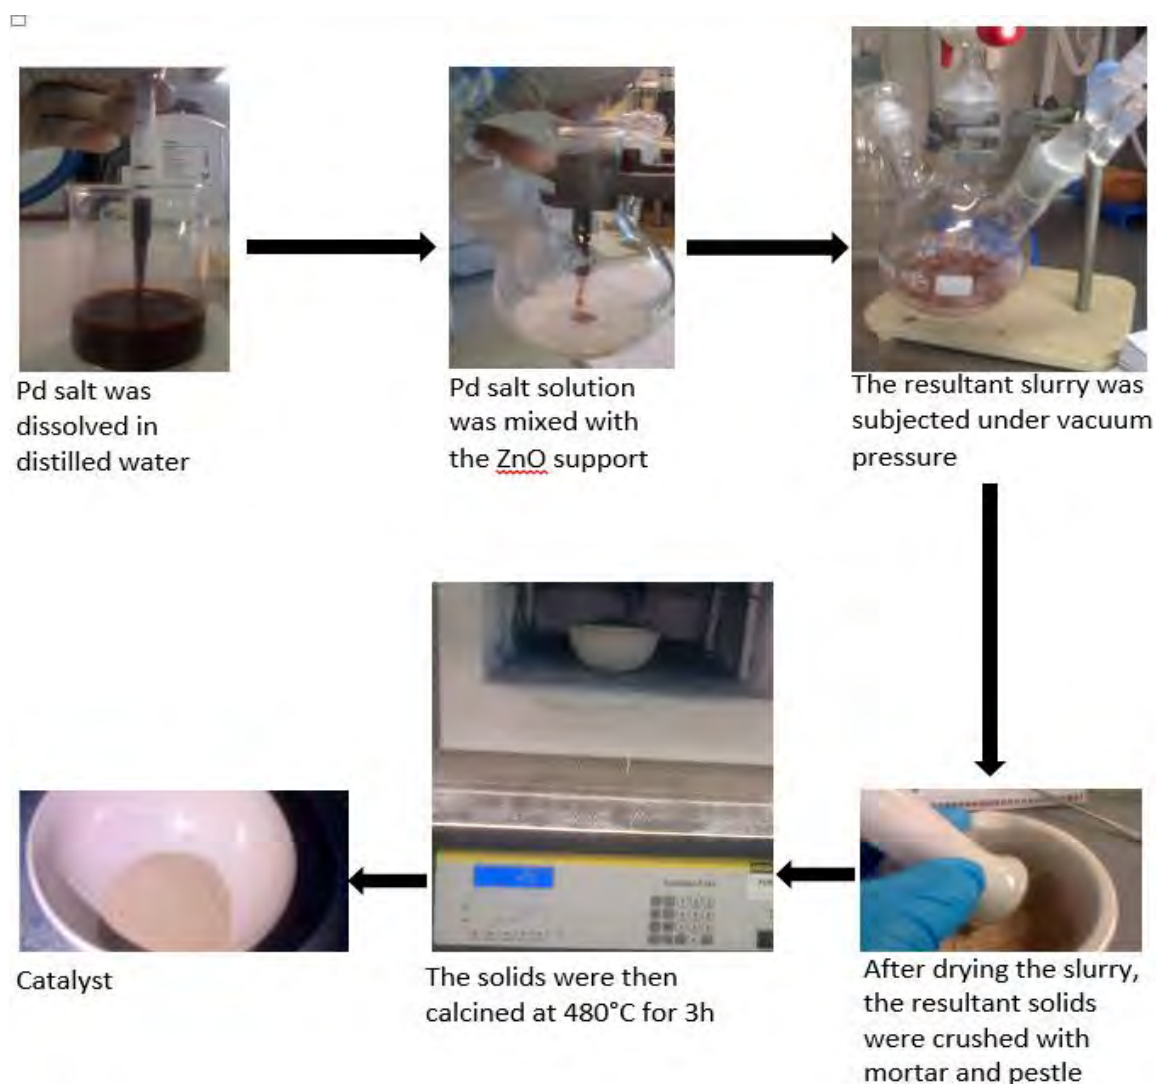 Pd salt was
dissolved in
distilled water
Pd salt solution
was mixed with
the ZnO support
The resultant slurry was
subjected under vacuum
pressure
After drying the slurry,
the resultant solids
were crushed with
mortar and pestle
The solids were then
calcined at 480°C for 3h
Catalyst